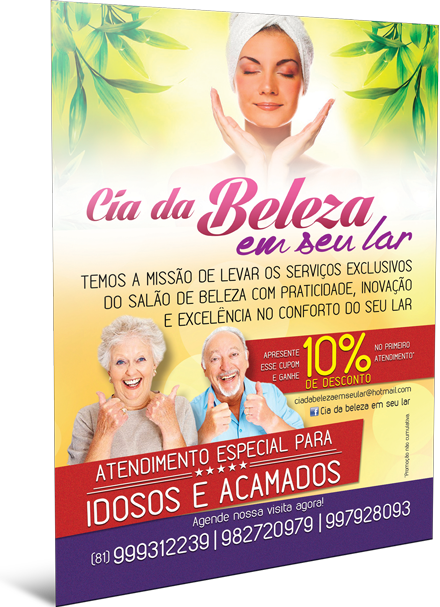 Cia da Beleza
em seu lar
TEMOS A MISSÃO DE LEVAR OS SERVIÇOS EXCLUSIVOS
DO SALÃO DE BELEZA COM PRATICIDADE, INOVAÇÃO
E EXCELÊNCIA NO CONFORTO DO SEU LAR
APRESENTE
ESSE CUPOM
E GANHE
10%
DE DESCONTO
NO PRIMEIRO
ATENDIMENTO*
ciadabelezaemseular@hotmail.com
f Cia da beleza em seu lar
*Promoção não cumulativa.
ATENDIMENTO ESPECIAL PARA
IDOSOS E ACAMADOS
Agende nossa visita agora!
(81) 999312239 | 982720979 | 997928093